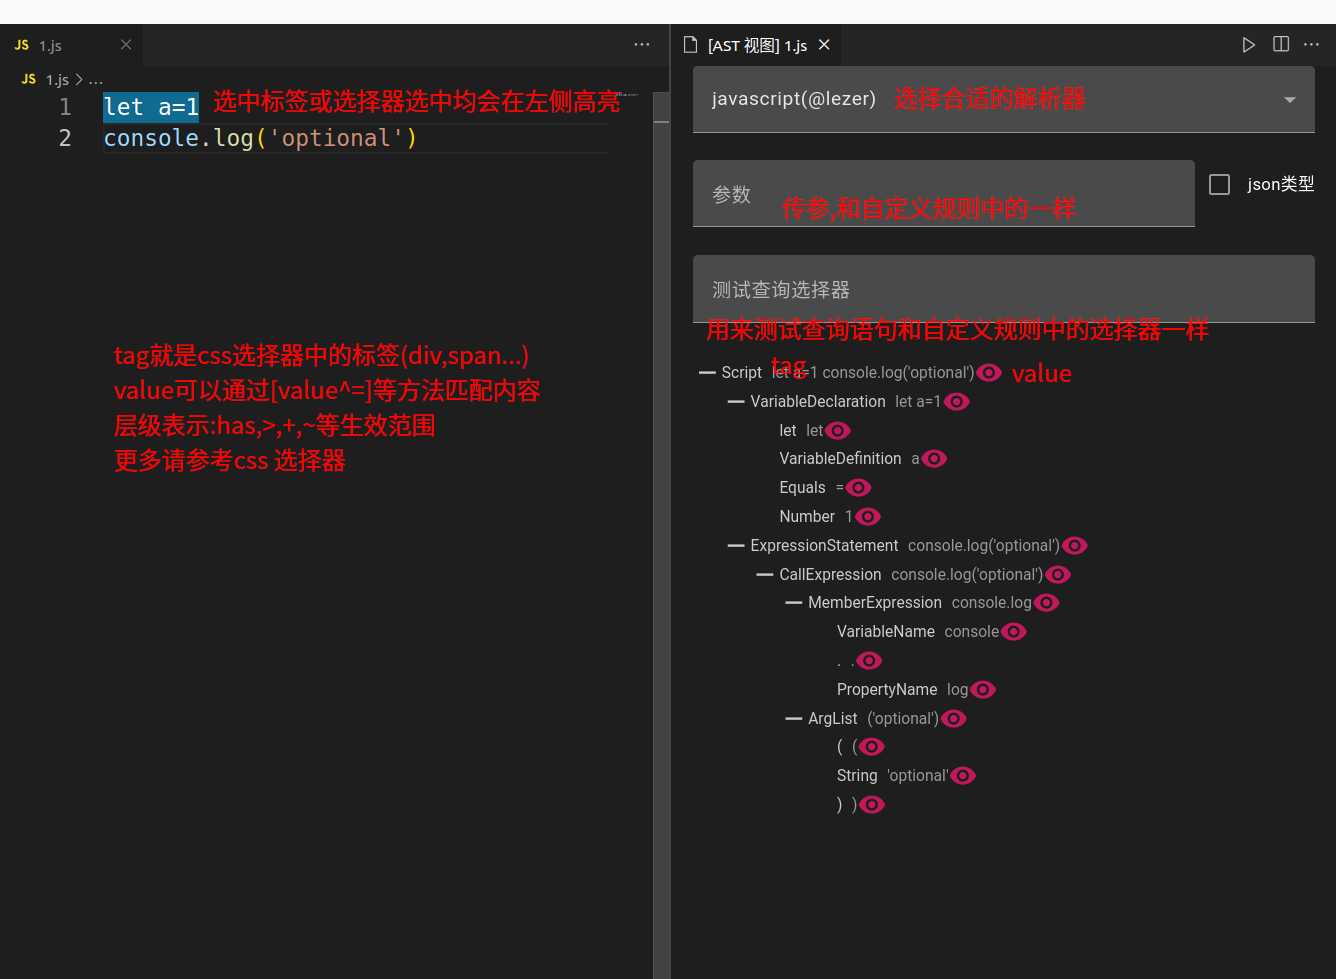 JS 1.js
[AST 视图] 1.js
JS 1.js > ...
1 let a=1 选中标签或选择器选中均会在左侧高亮
2 console.log('optional')
javascript(@lezer) 选择合适的解析器
参数 传参,和自定义规则中的一样
json类型
测试查询选择器
用来测试查询语句和自定义规则中的选择器一样
tag就是css选择器中的标签(div,span...)
value可以通过[value^=]等方法匹配内容
层级表示:has,>,+,~等生效范围
更多请参考css 选择器
tag
Script let a=1 console.log('optional') value
VariableDeclaration let a=1
let let
VariableDefinition a
Equals =
Number 1
ExpressionStatement console.log('optional')
CallExpression console.log('optional')
MemberExpression console.log
VariableName console
. .
PropertyName log
ArgList ('optional')
( (
String 'optional'
) )